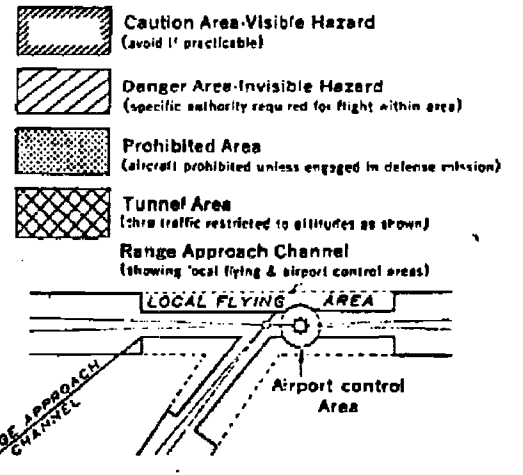 Caution Area-Visible Hazard
(avoid if practicable)
Danger Area-Invisible Hazard
(specific authority required for flight within area)
Prohibited Area
(aircraft prohibited unless engaged in defense mission)
Tunnel Area
(thru traffic restricted to altitudes as shown)
Range Approach Channel
(showing local flying & airport control areas)
LOCAL FLYING AREA
Airport control
Area
GE APPROACH
CHANNEL